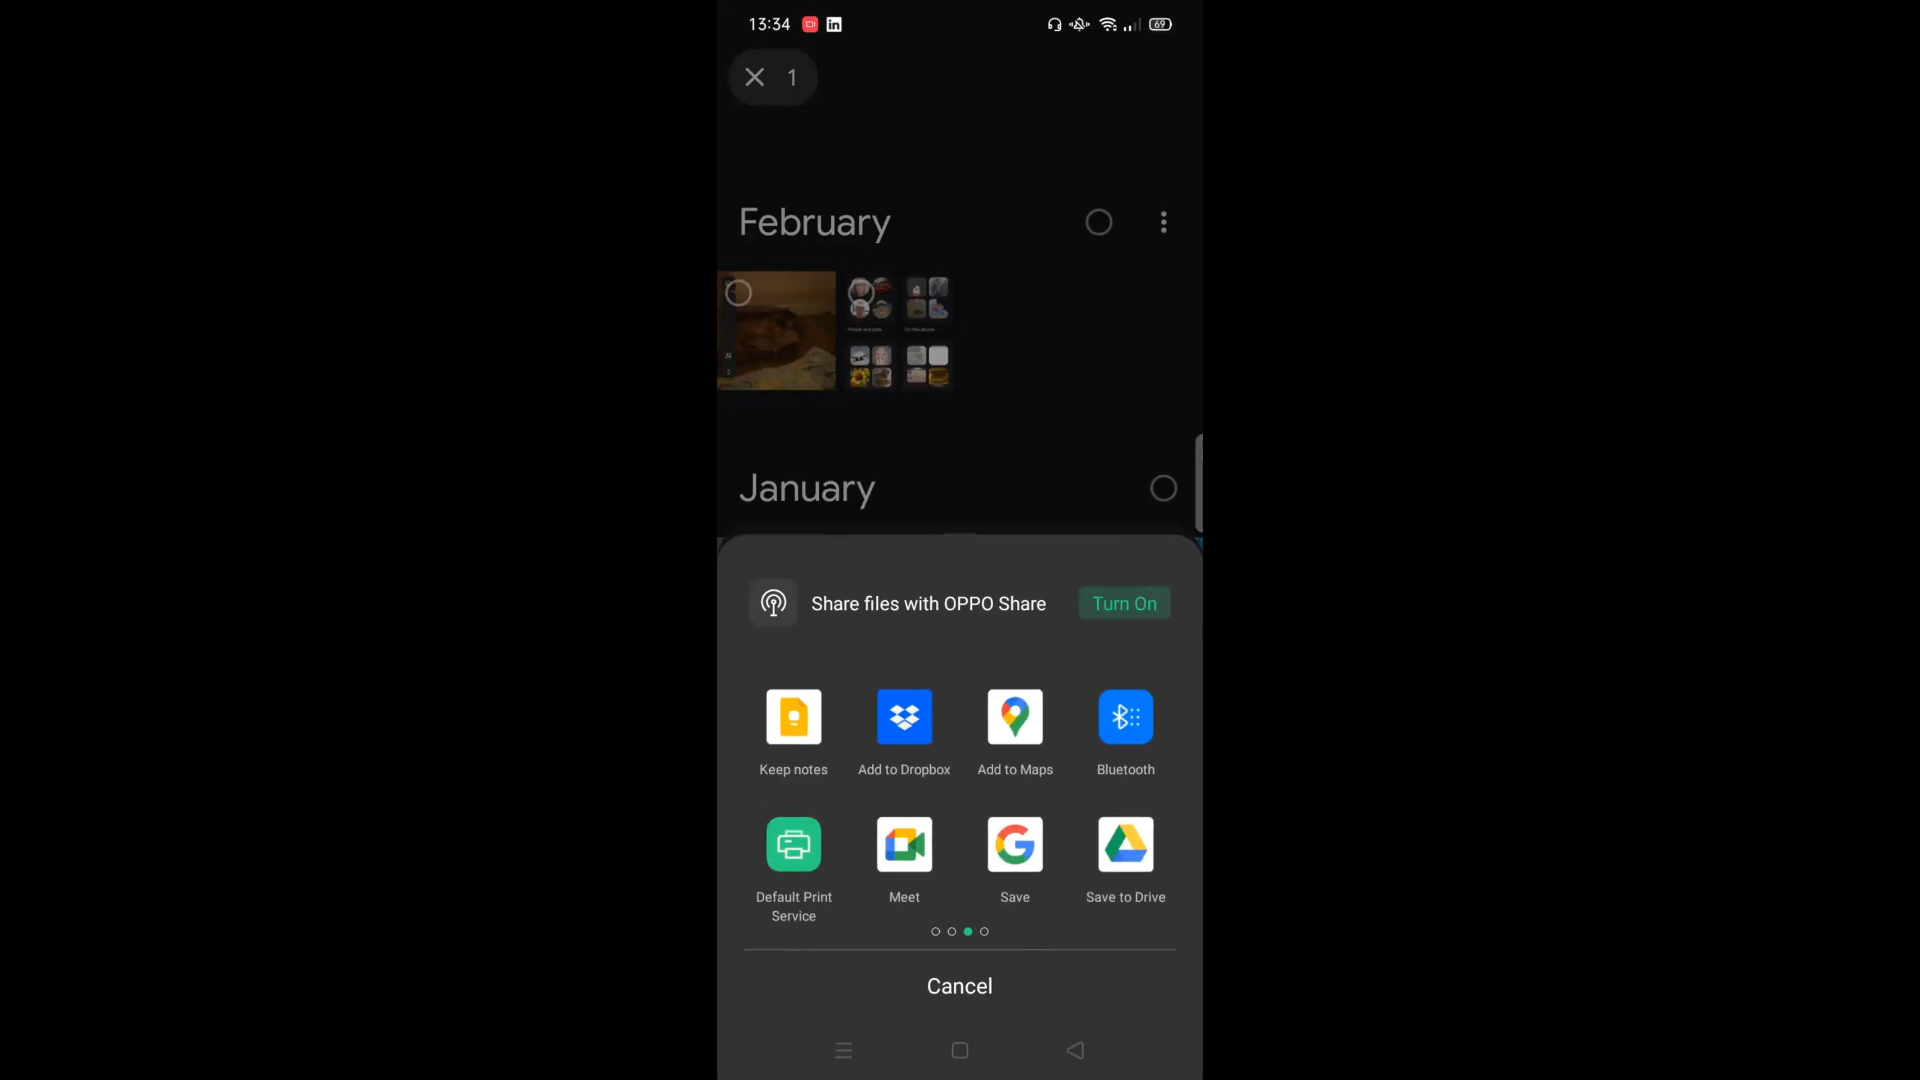 13:34
69
1
February
January
Share files with OPPO Share
Turn On
Keep notes
Add to Dropbox
Add to Maps
Bluetooth
Default Print
Service
Meet
Save
Save to Drive
Cancel